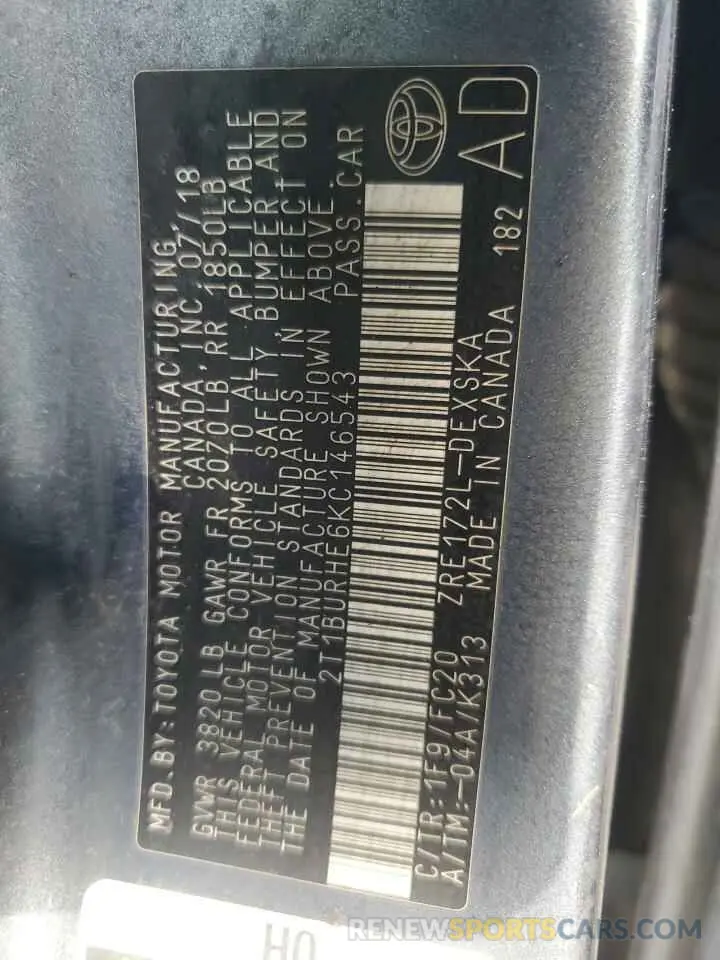 MFD.BY:TOYOTA MOTOR MANUFACTURING
CANADA, INC. 07/18
GVWR 3820LB GAWR FR 2070LB RR 1850LB
THIS VEHICLE CONFORMS TO ALL APPLICABLE
FEDERAL MOTOR VEHICLE SAFETY, BUMPER, AND
THEFT PREVENTION STANDARDS IN EFFECT ON
THE DATE OF MANUFACTURE SHOWN ABOVE.
2T1BURHE6KC146543 PASS.CAR
C/TR:1F9/FC20 ZRE172L-DEXSKA 182
A/TM:-04A/K313 MADE IN CANADA AD
HO
RENEWSPORTSCARS.COM